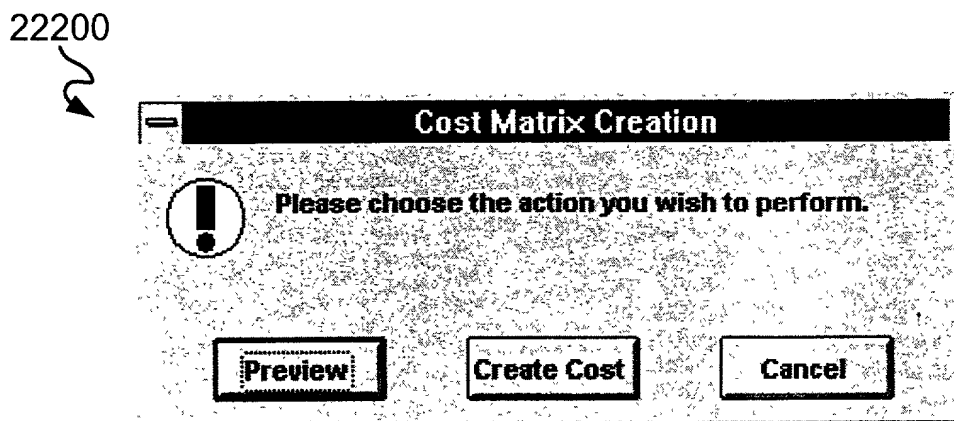 22200
Cost Matrix Creation
Please choose the action you wish to perform.
Preview Create Cost Cancel